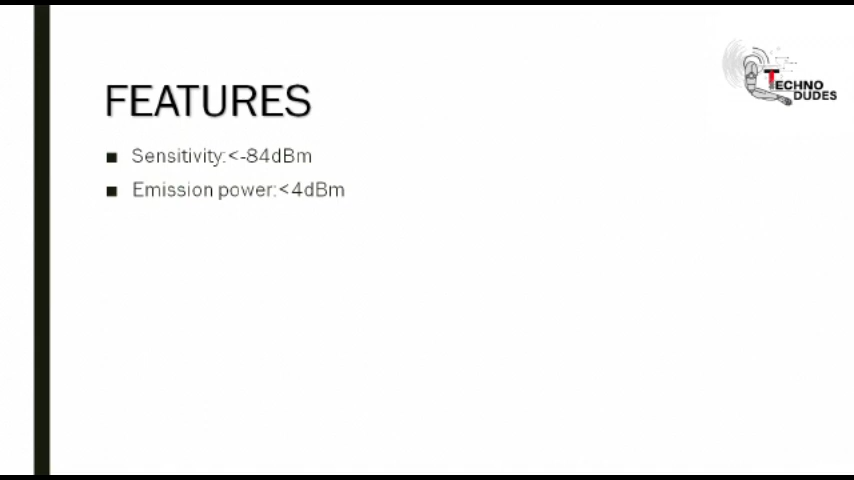 TECHNO
DUDES
FEATURES
Sensitivity:<-84dBm
Emission power:<4dBm